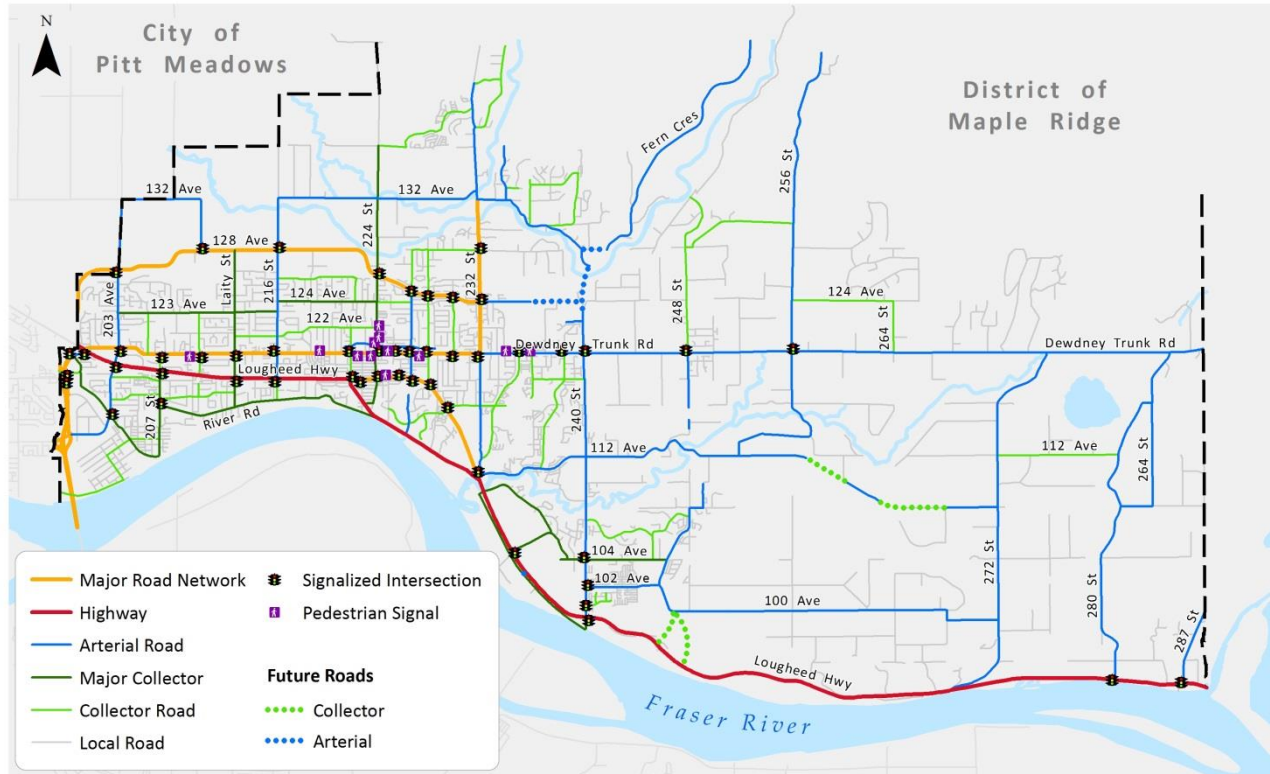 N
City of
Pitt Meadows
District of
Maple Ridge
Fern Cres
256 St
132 Ave
132 Ave
224 St
128 Ave
203 Ave
Laity St
216 St
232 St
123 Ave
124 Ave
122 Ave
248 St
124 Ave
264 St
Dewdney Trunk Rd
Dewdney Trunk Rd
Lougheed Hwy
207 St
River Rd
240 St
112 Ave
112 Ave
264 St
104 Ave
102 Ave
100 Ave
272 St
280 St
287 St
Lougheed Hwy
Fraser River
Major Road Network
Highway
Arterial Road
Major Collector
Collector Road
Local Road
Signalized Intersection
Pedestrian Signal
Future Roads
Collector
Arterial